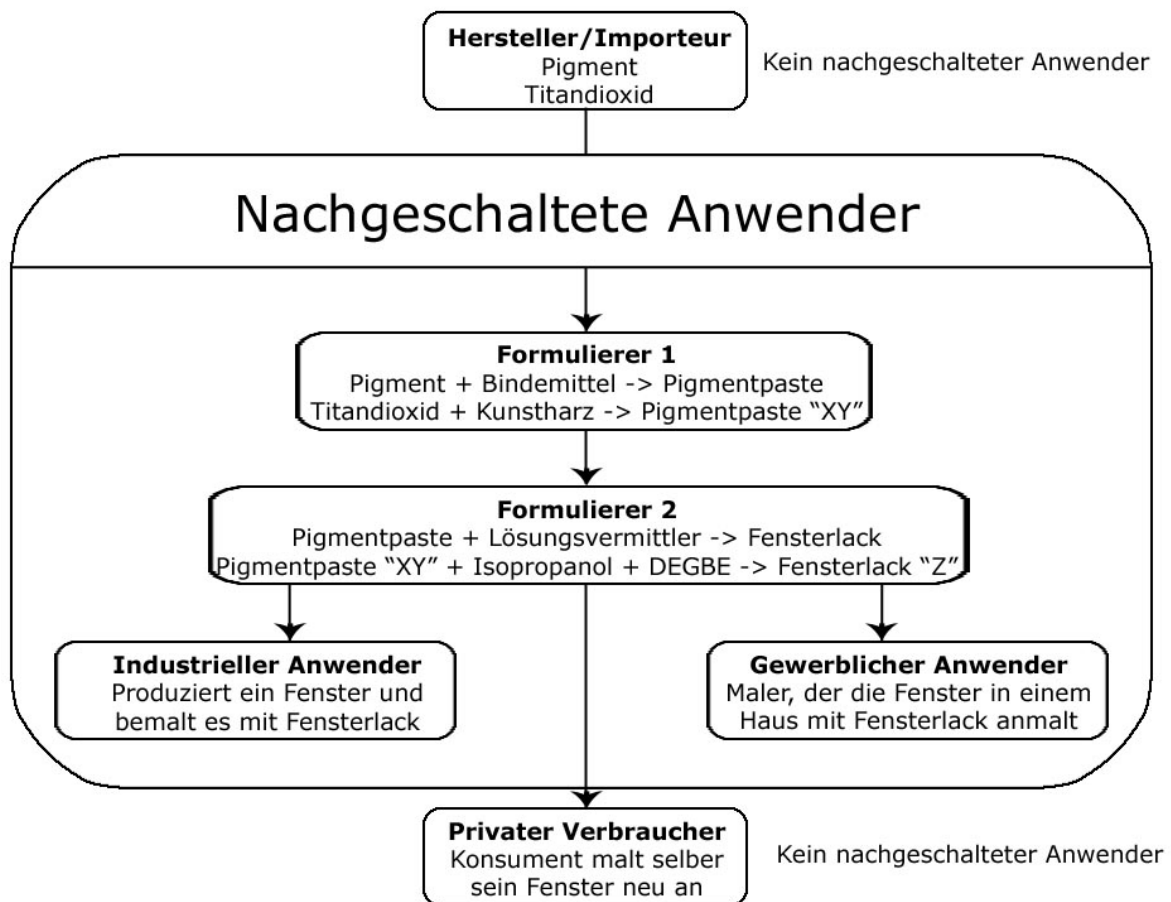 Hersteller/Importeur
Pigment
Titandioxid
Kein nachgeschalteter Anwender
Nachgeschaltete Anwender
Formulierer 1
Pigment + Bindemittel -> Pigmentpaste
Titandioxid + Kunstharz -> Pigmentpaste “XY”
Formulierer 2
Pigmentpaste + Lösungsvermittler -> Fensterlack
Pigmentpaste “XY” + Isopropanol + DEGBE -> Fensterlack “Z”
Industrieller Anwender
Produziert ein Fenster und
bemalt es mit Fensterlack
Gewerblicher Anwender
Maler, der die Fenster in einem
Haus mit Fensterlack anmalt
Privater Verbraucher
Konsument malt selber
sein Fenster neu an
Kein nachgeschalteter Anwender